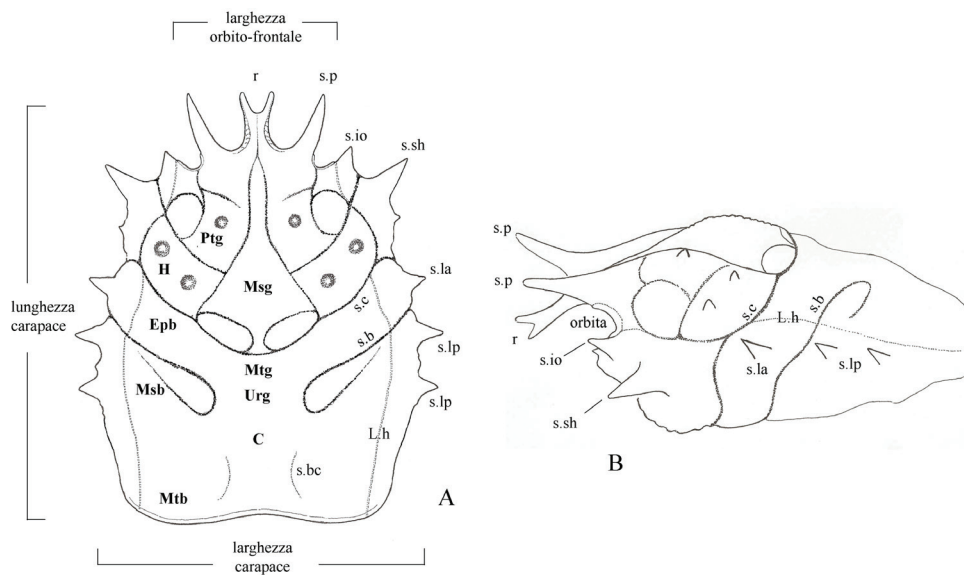 larghezza
orbito-frontale
r
s.p
s.io
s.sh
Ptg
H
Msg
s.la
s.c
Epb
s.b
s.lp
Mtg
Msb
Urg
s.lp
C
L.h
s.bc
Mtb
A
lunghezza
carapace
larghezza
carapace
s.p
s.p
orbita
r
s.io
s.sh
s.c
L.h
s.b
s.la
s.lp
B